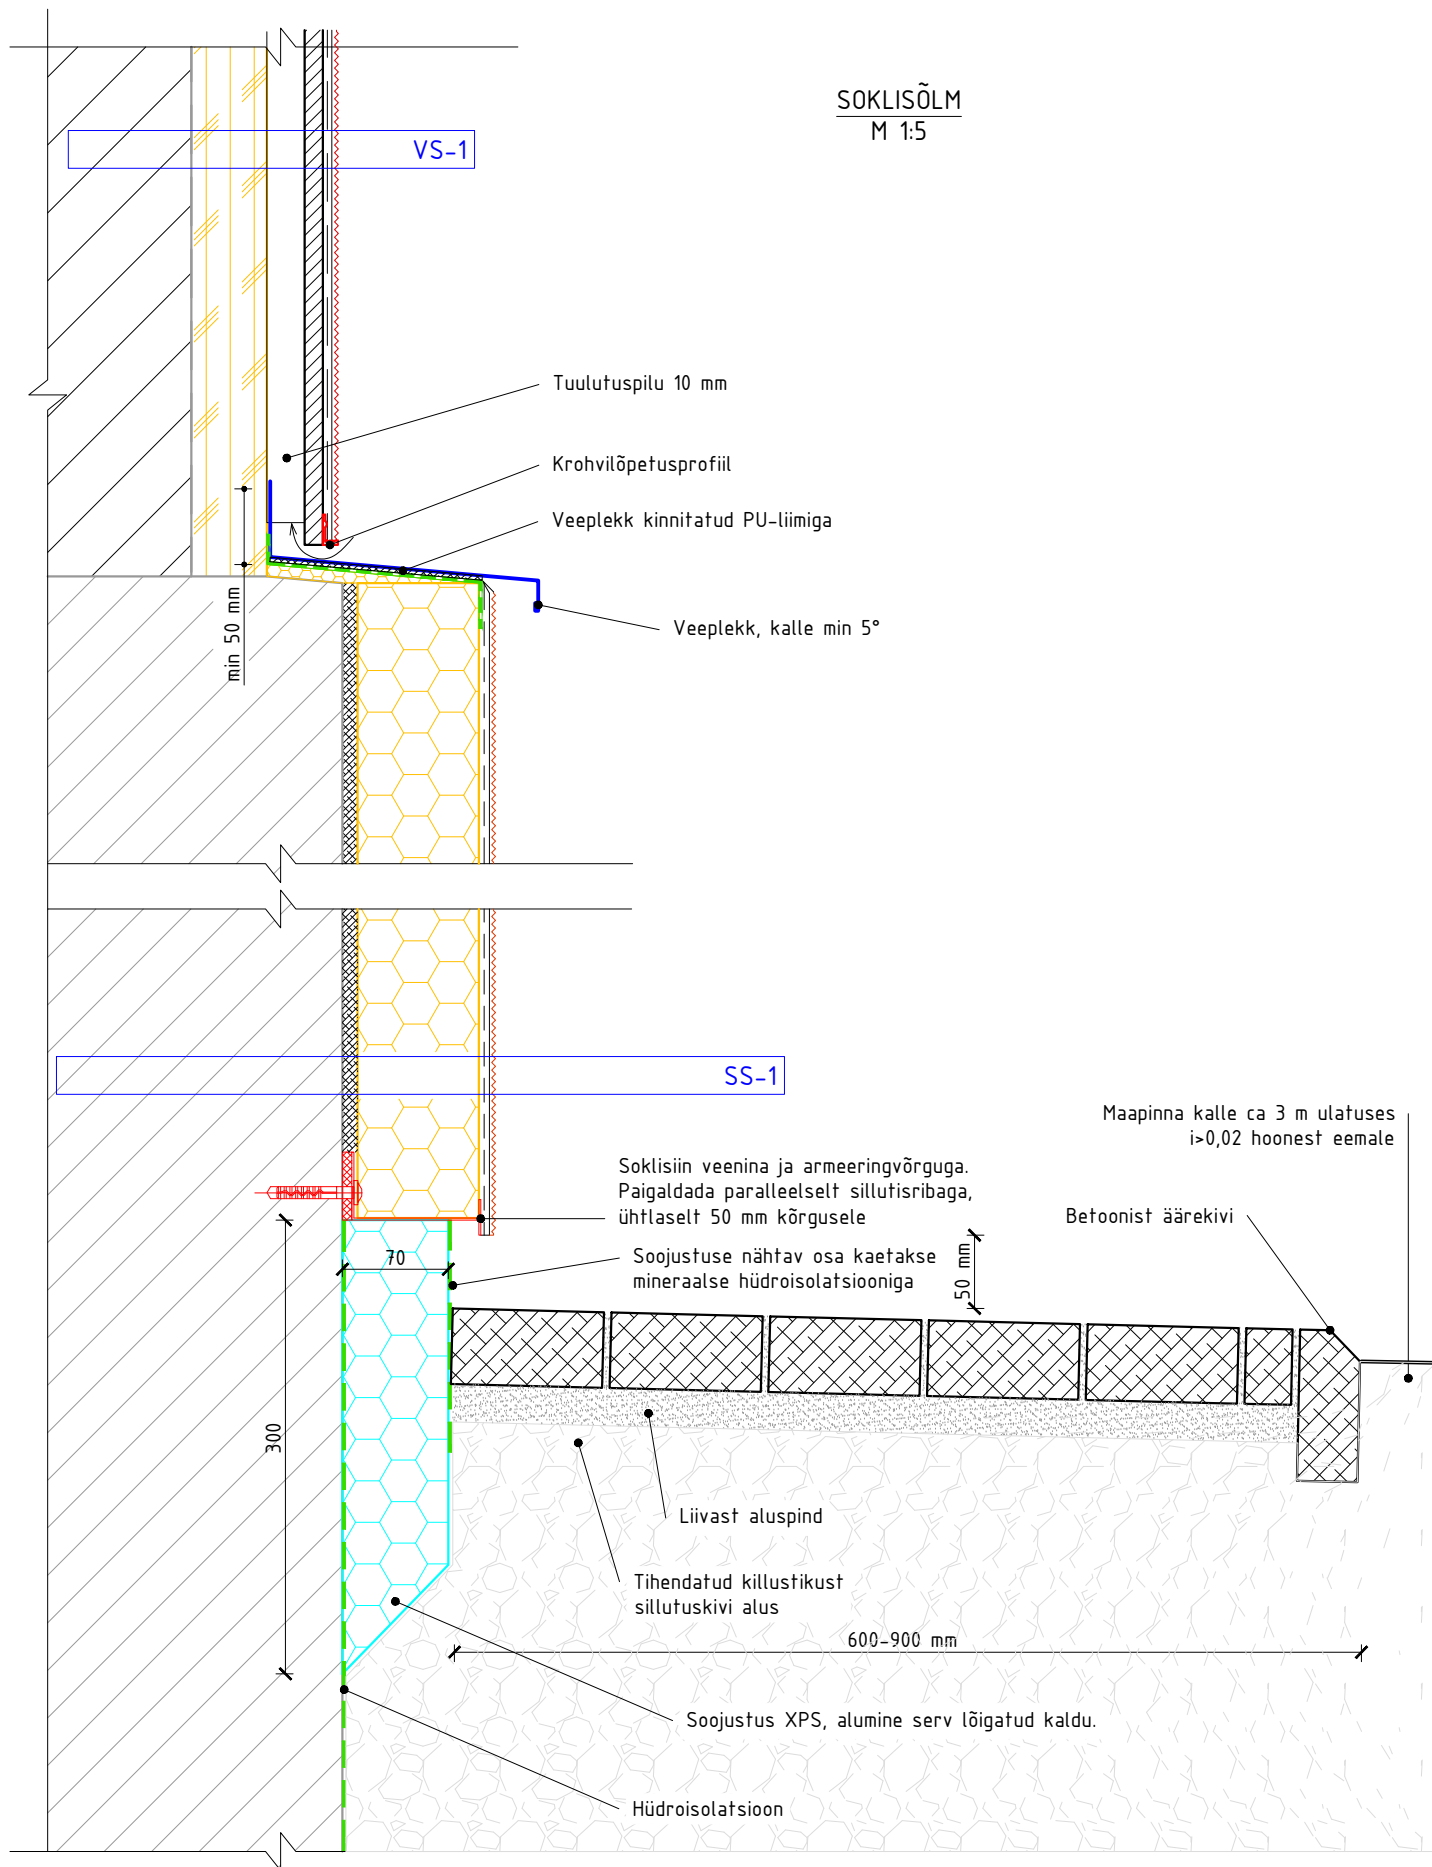 SOKLISÕLM
M 1:5
VS-1
Tuulutuspilu 10 mm
Krohvilõpetusprofiil
Veeplekk kinnitatud PU-liimiga
min 50 mm
Veeplekk, kalle min 5°
SS-1
Maapinna kalle ca 3 m ulatuses
i>0,02 hoonest eemale
Soklisiin veenina ja armeeringvõrguga.
Paigaldada paralleelselt sillutisribaga,
ühtlaselt 50 mm kõrgusele
Betoonist äärekivi
70
Soojustuse nähtav osa kaetakse
mineraalse hüdroisolatsiooniga
50 mm
300
Liivast aluspind
Tihendatud killustikust
sillutuskivi alus
600-900 mm
Soojustus XPS, alumine serv lõigatud kaldu.
Hüdroisolatsioon